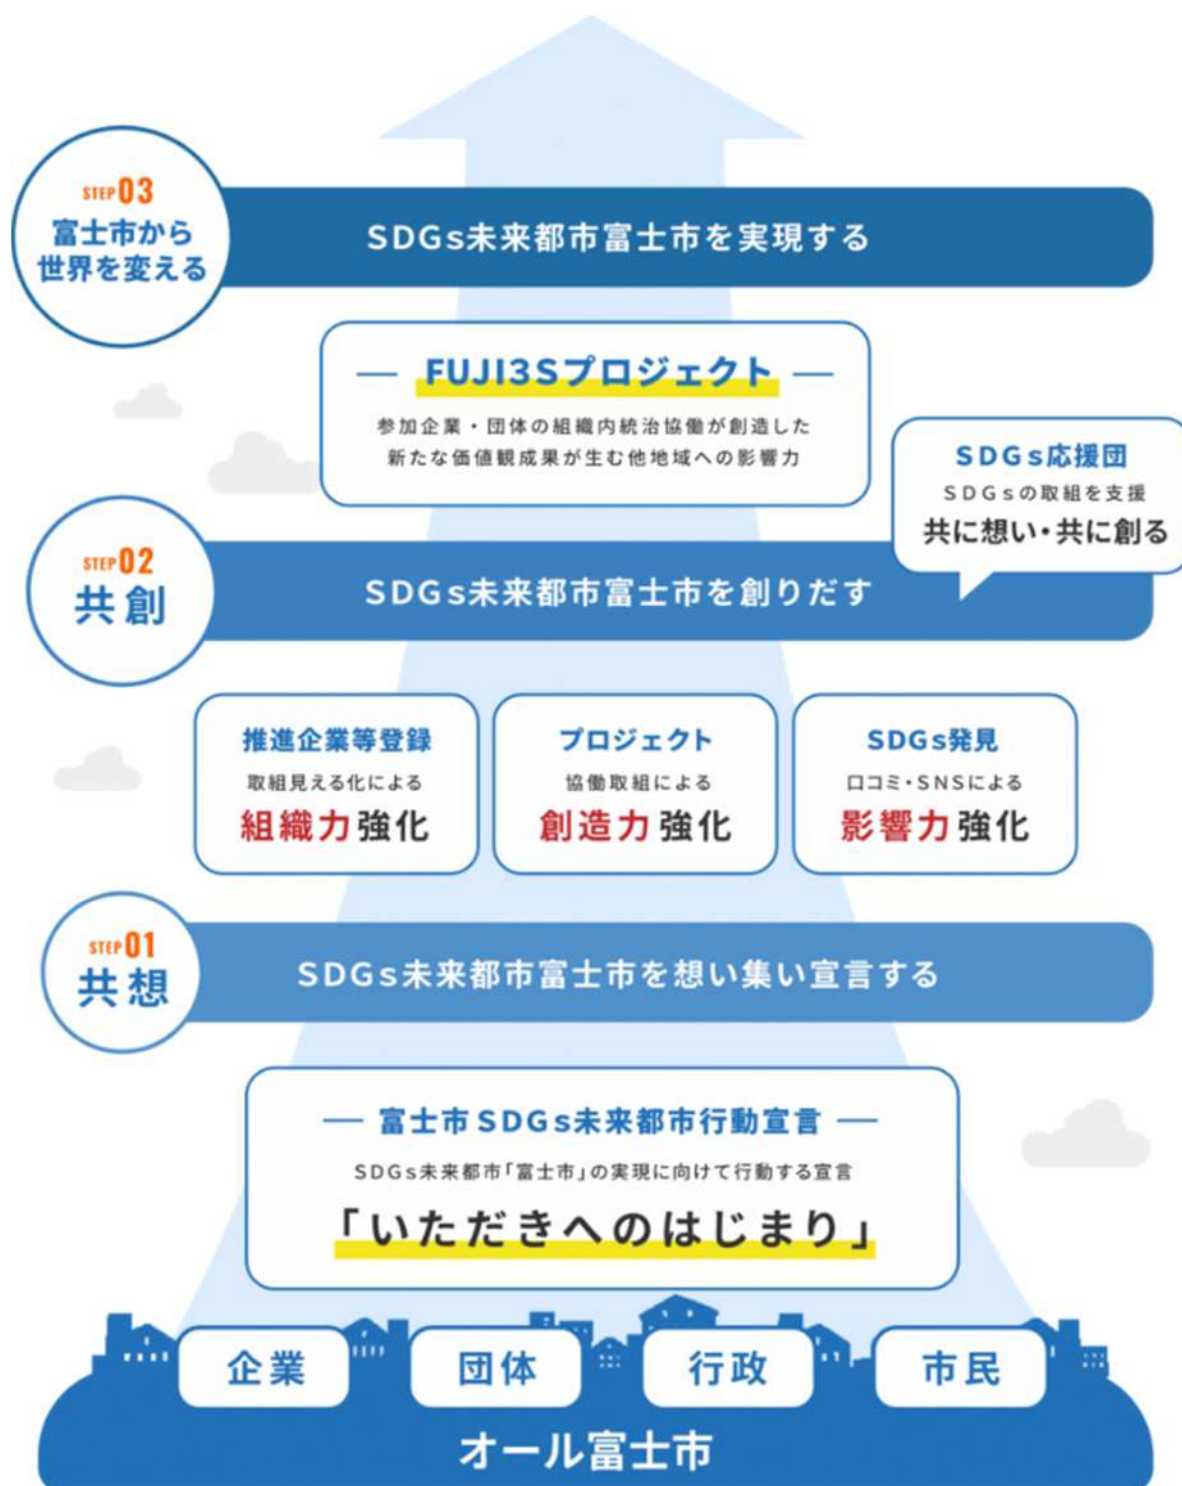 STEP 03
富士市から
世界を変える
SDGs未来都市富士市を実現する
FUJI3Sプロジェクト
参加企業・団体の組織内統治協働が創造した
新たな価値観成果が生む他地域への影響力
SDGs応援団
SDGsの取組を支援
共に想い・共に創る
STEP 02
共創
SDGs未来都市富士市を創りだす
推進企業等登録
取組見える化による
組織力強化
プロジェクト
協働取組による
創造力強化
SDGs発見
口コミ・SNSによる
影響力強化
STEP 01
共想
SDGs未来都市富士市を想い集い宣言する
富士市SDGs未来都市行動宣言
SDGs未来都市「富士市」の実現に向けて行動する宣言
「いただきへのはじまり」
企業
団体
行政
市民
オール富士市